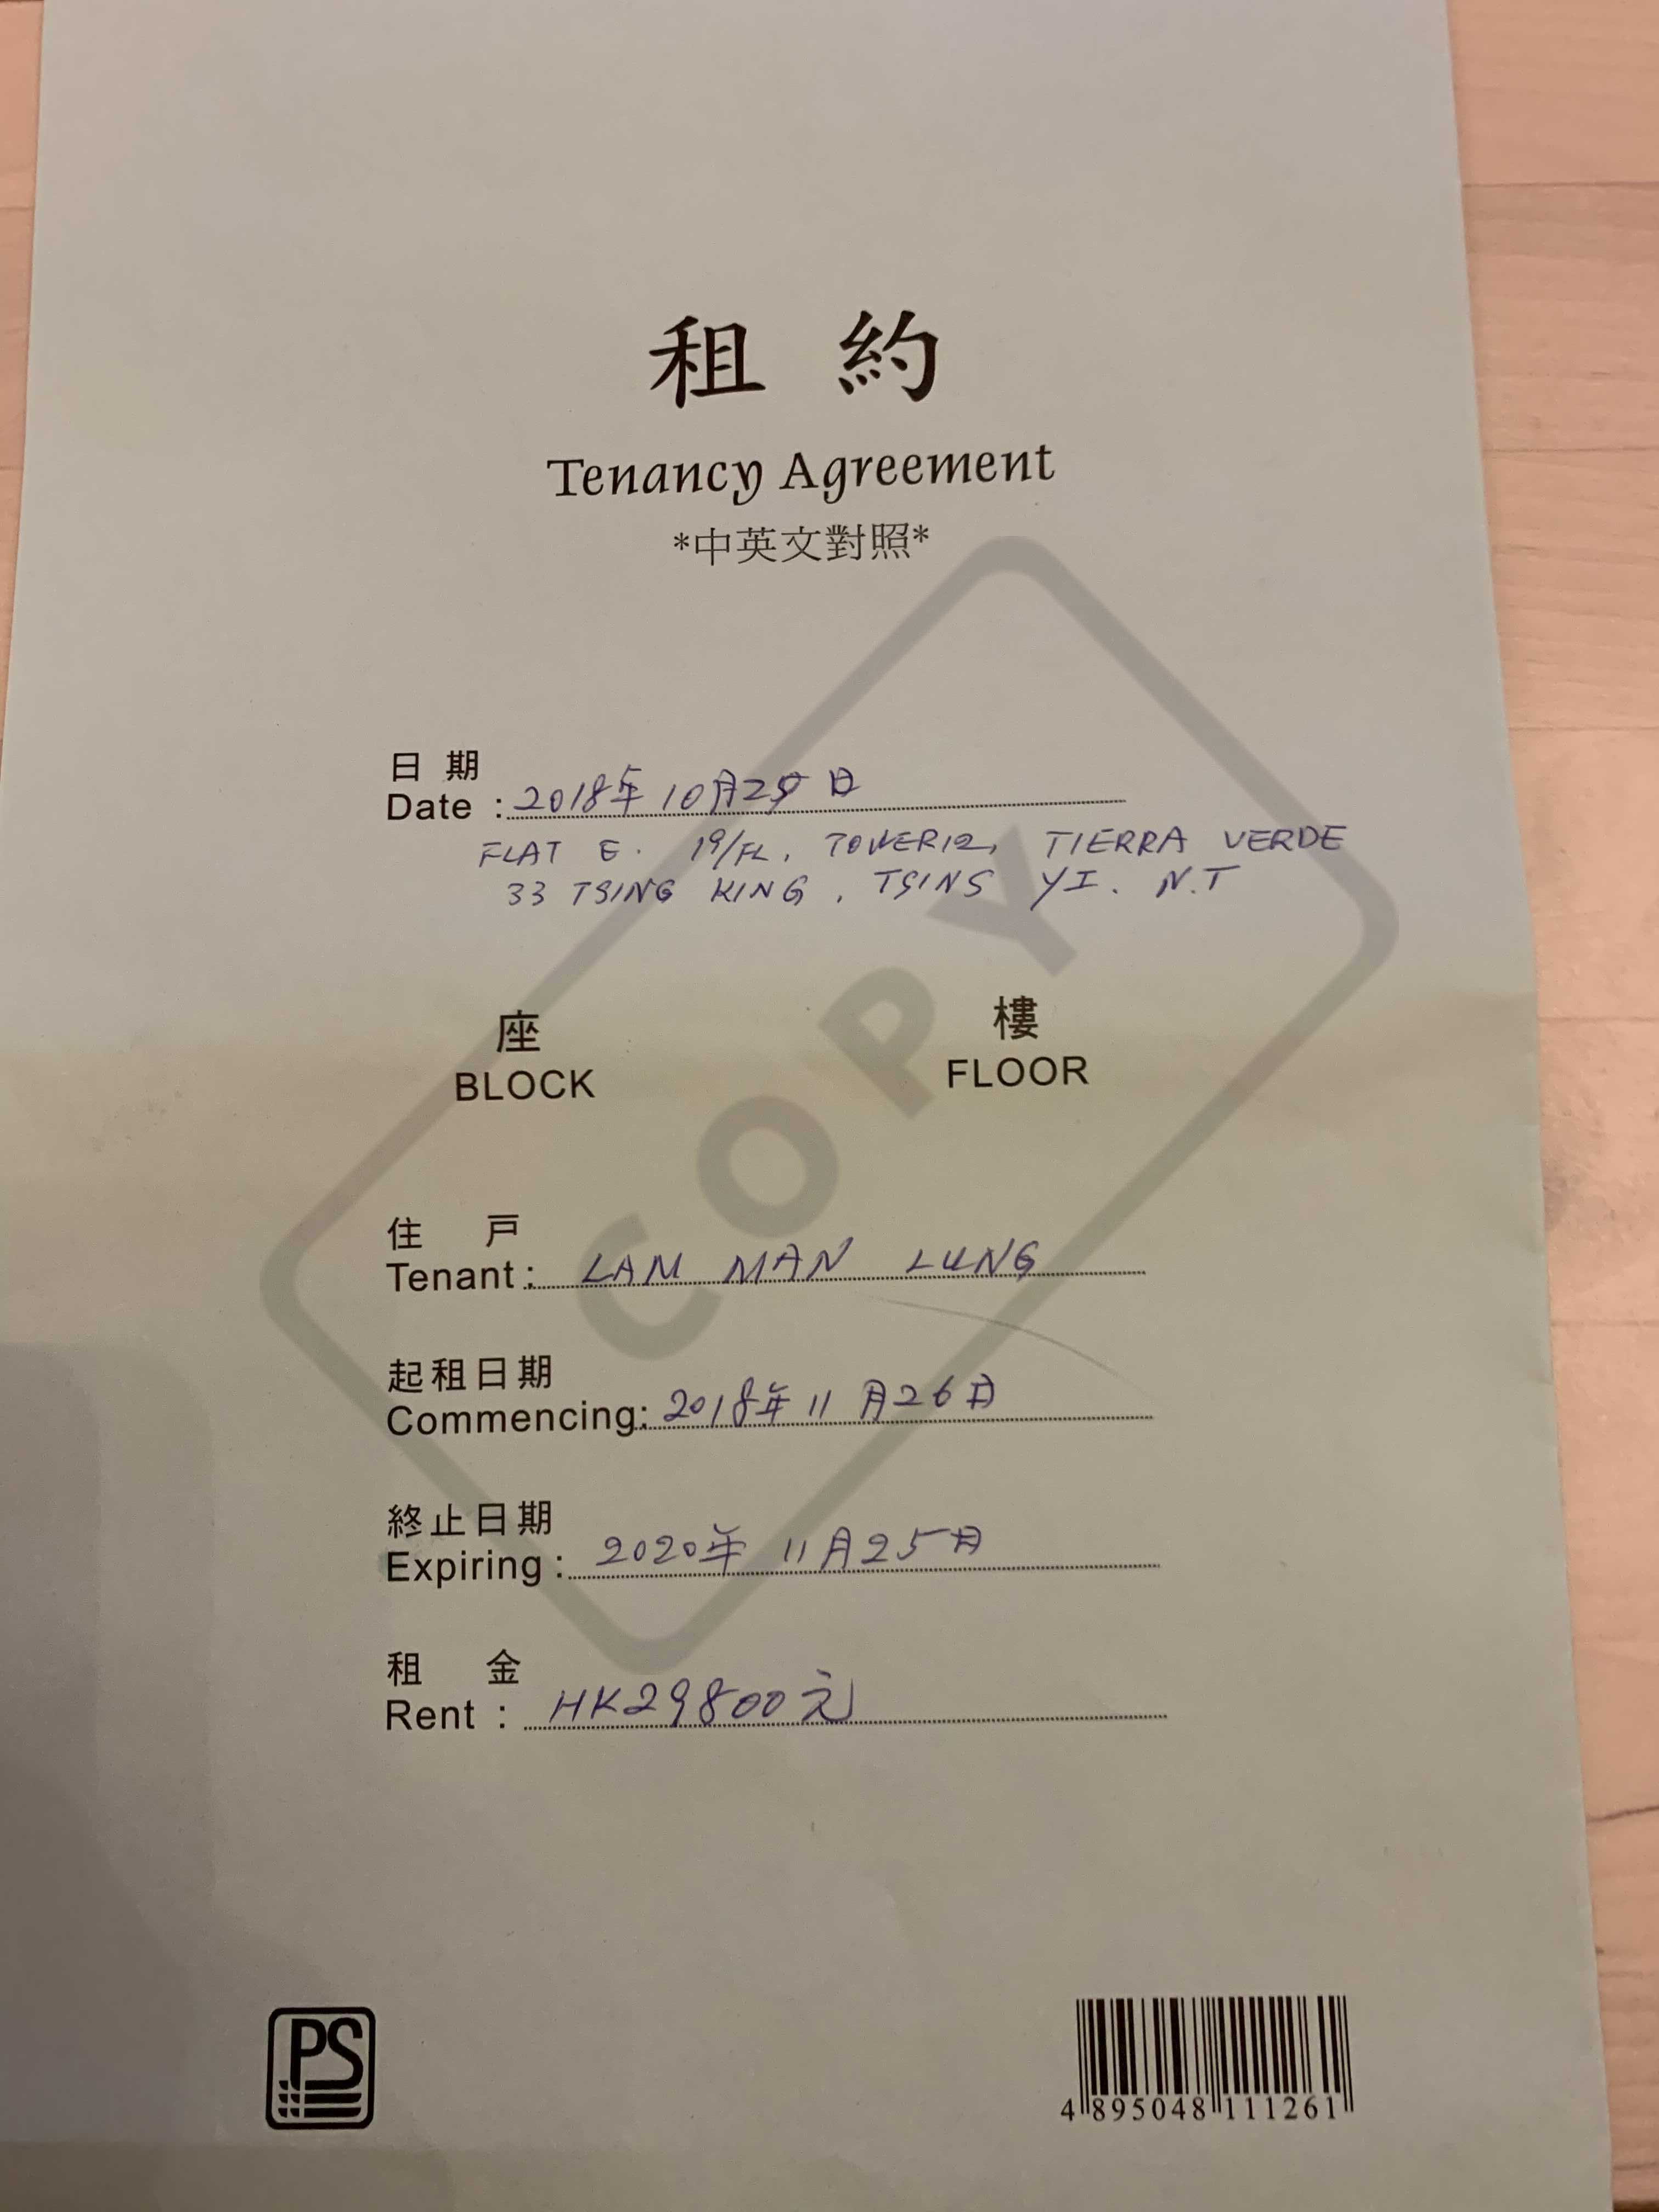 租 約
Tenancy Agreement
*中英文對照*
日 期
Date : 2018年 10月29日
FLAT E. 19/FL, TOWER12, TIERRA VERDE
33 TSING KING, TSING YI. N.T
座 樓
BLOCK FLOOR
COPY
住 戶
Tenant : LAM MAN LUNG
起租日期
Commencing: 2018年 11月26日
終止日期
Expiring : 2020年 11月25日
租 金
Rent : HK29800元
PS
4 895048 111261